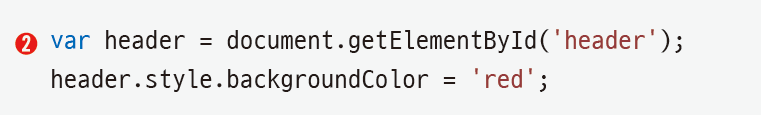 ❷ var header = document.getElementById('header');
header.style.backgroundColor = 'red';